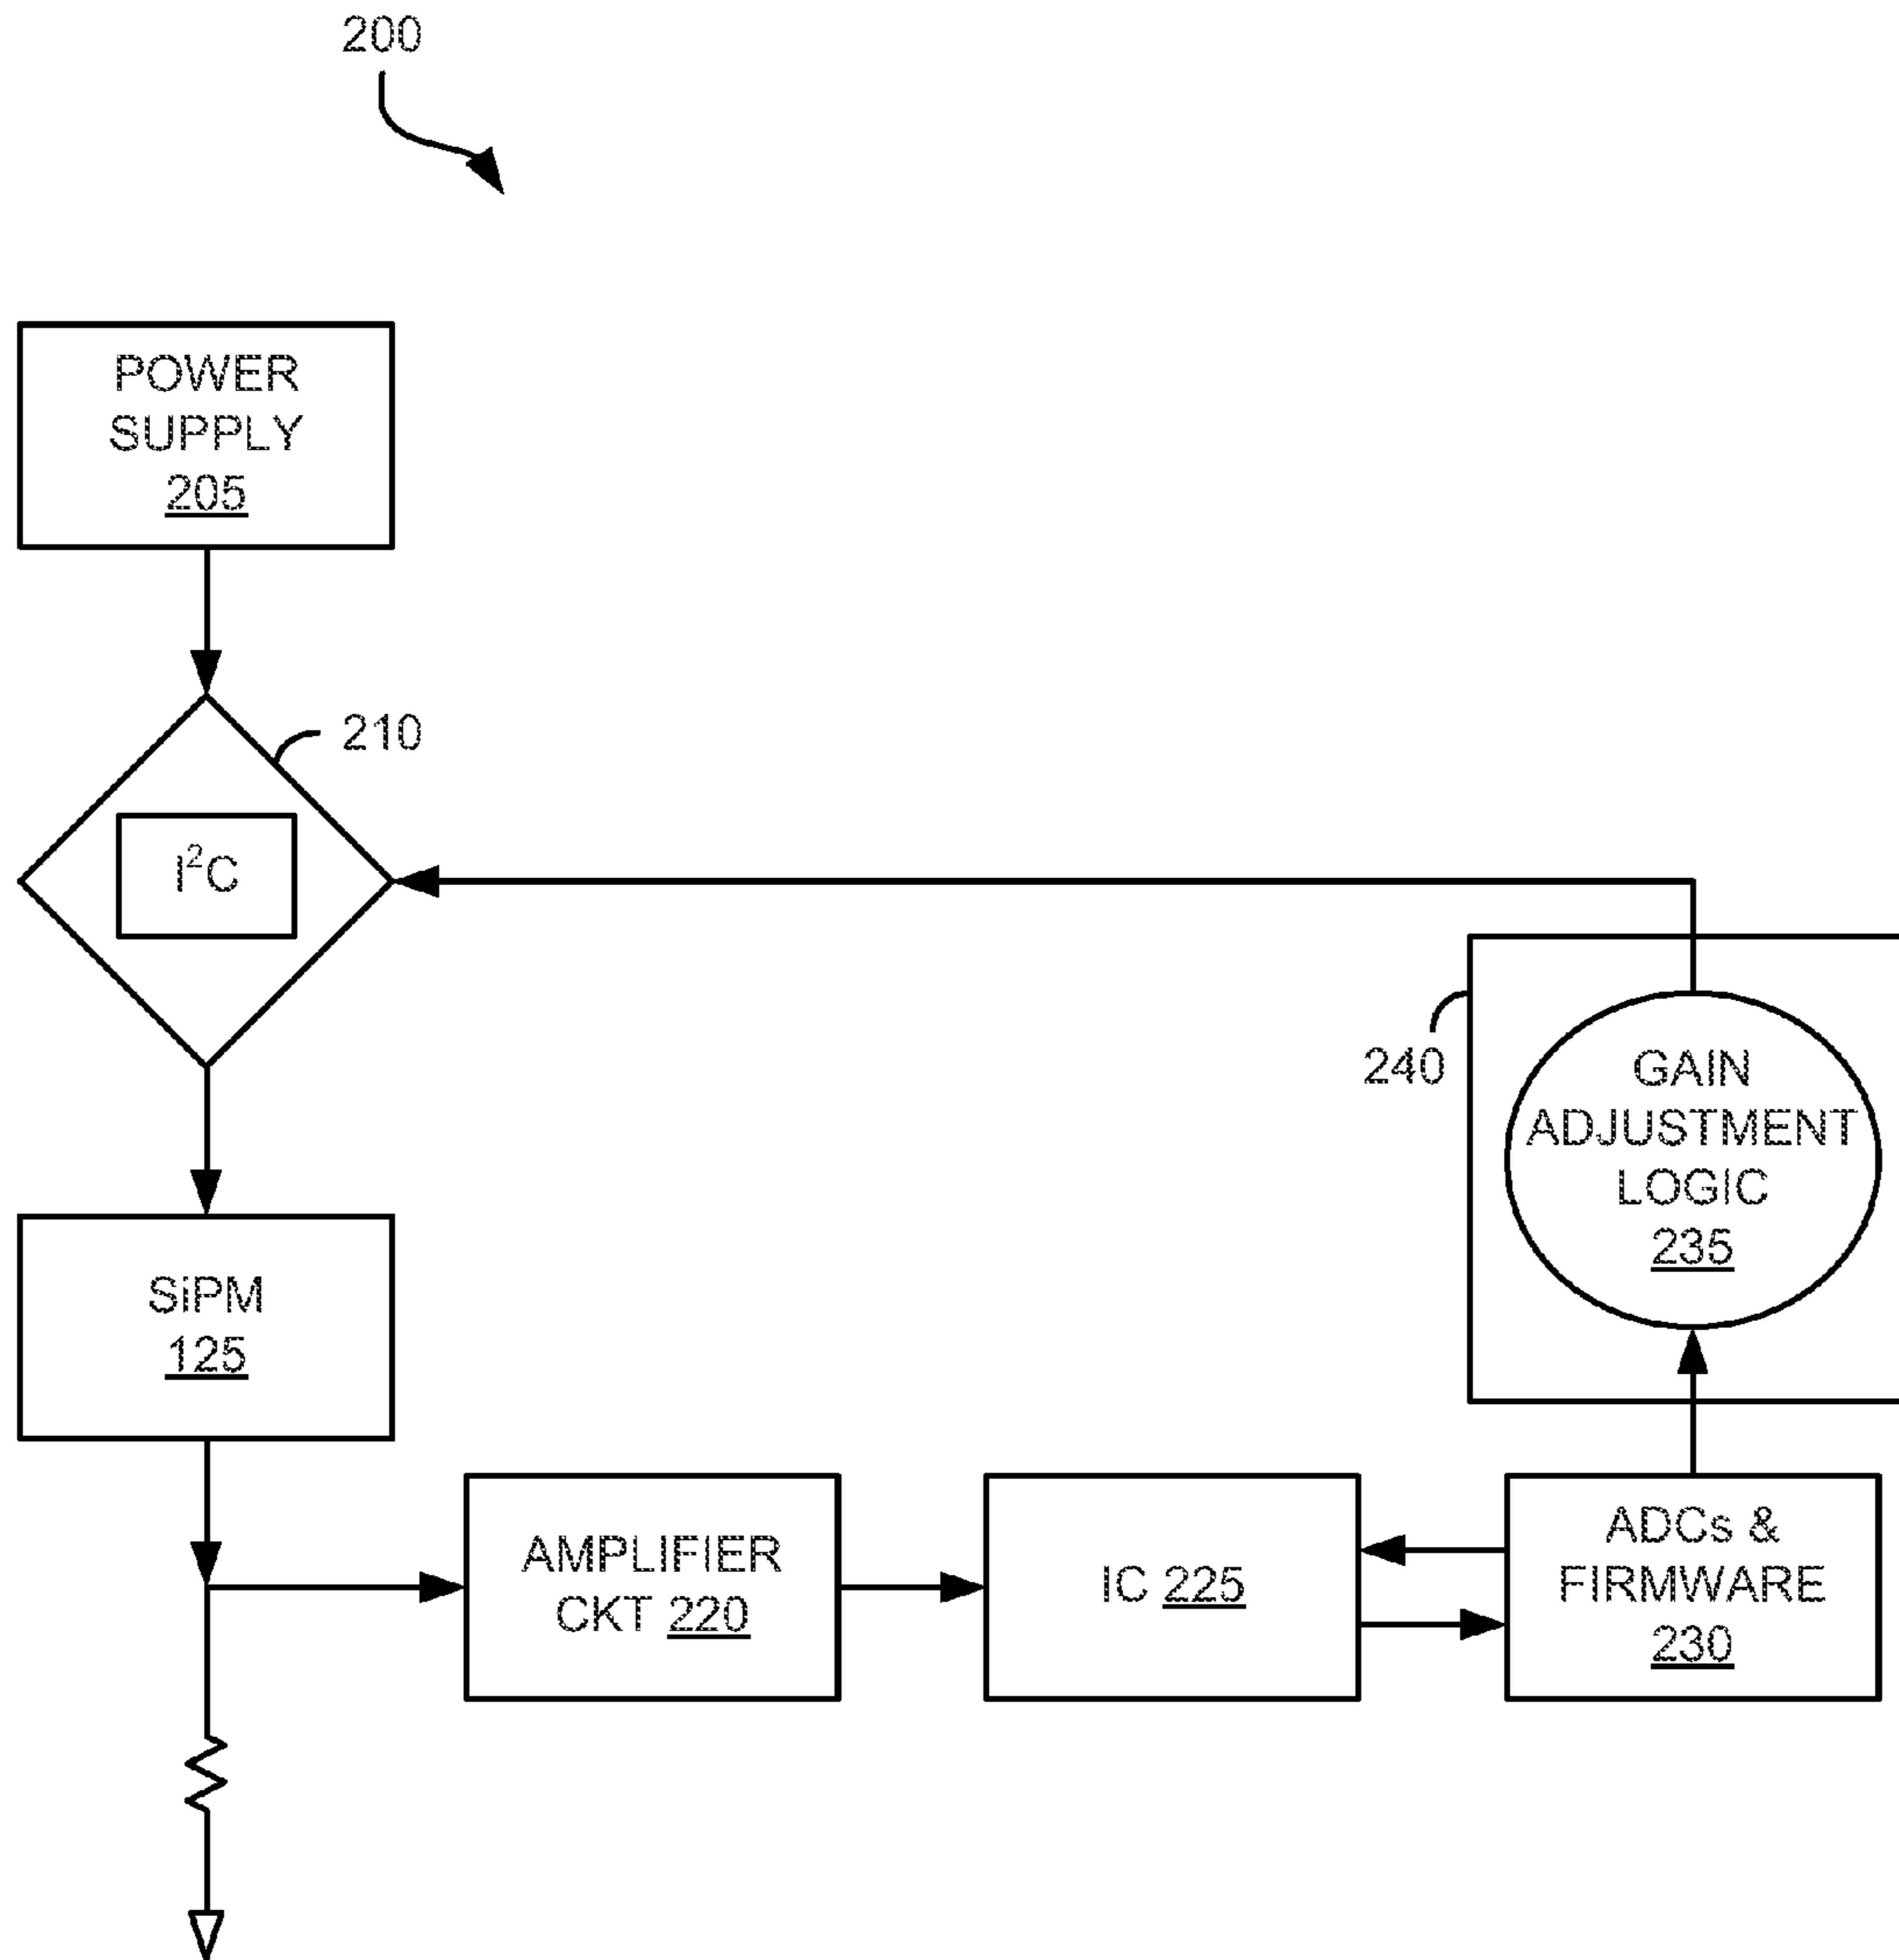 200
POWER
SUPPLY
205
210
I²C
240
GAIN
ADJUSTMENT
LOGIC
235
SiPM
125
AMPLIFIER
CKT 220
IC 225
ADCs &
FIRMWARE
230